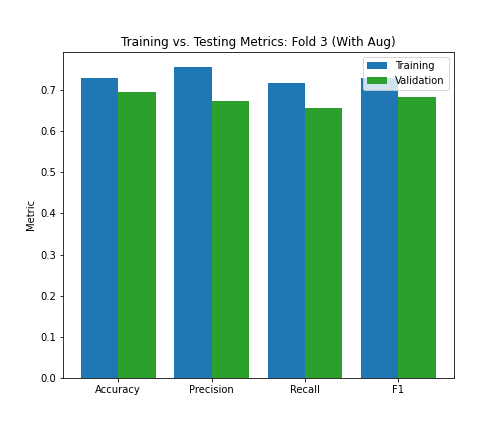 Training vs. Testing Metrics: Fold 3 (With Aug)
Training
Validation
0.7
0.6
0.5
0.4
0.3
0.2
0.1
0.0
Metric
Accuracy Precision Recall F1